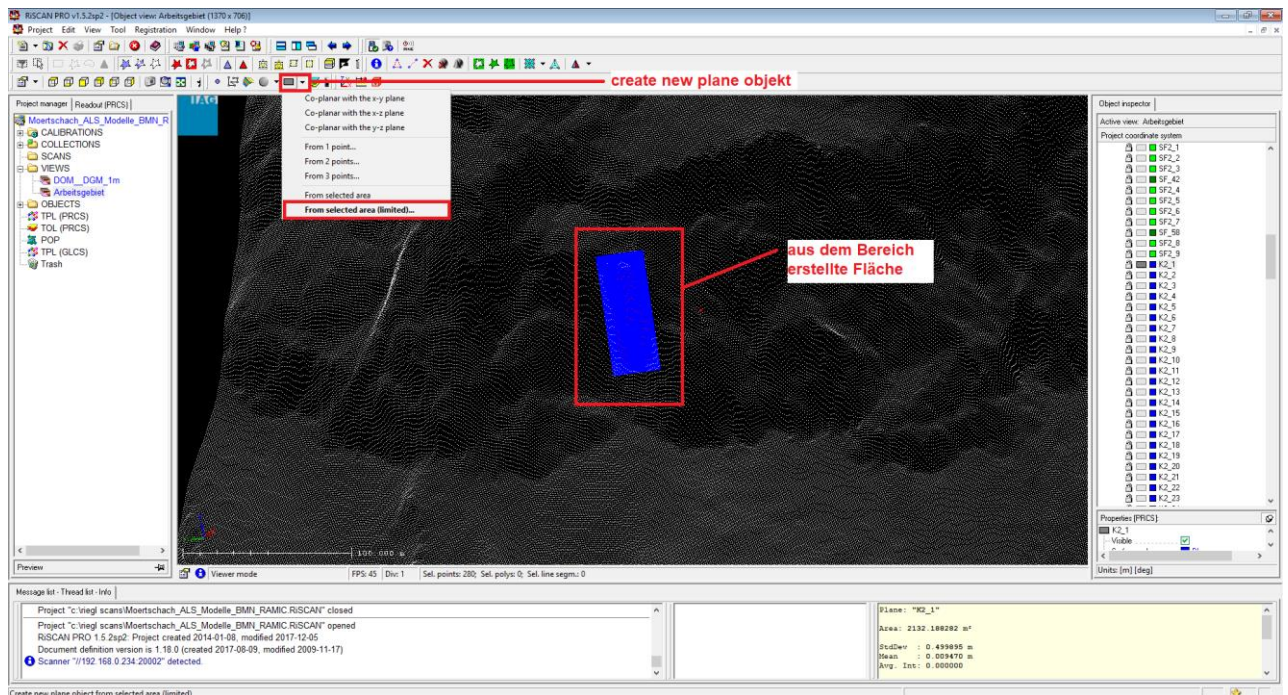 RiSCAN PRO v1.5.2sp2 - [Object view: Arbeitsgebiet (1370 x 706)]
Project Edit View Tool Registration Window Help ?
create new plane objekt
Project manager
Readout (PRCS)
Moertschach_ALS_Modelle_BMN_R
CALIBRATIONS
COLLECTIONS
SCANS
VIEWS
DOM__DGM_1m
Arbeitsgebiet
OBJECTS
TPL (PRCS)
TOL (PRCS)
POP
TPL (GLCS)
Trash
Co-planar with the x-y plane
Co-planar with the x-z plane
Co-planar with the y-z plane
From 1 point...
From 2 points...
From 3 points...
From selected area
From selected area (limited)...
aus dem Bereich
erstellte Fläche
100.000 m
Object inspector
Active view: Arbeitsgebiet
Project coordinate system
SF2_1
SF2_2
SF2_3
SF_42
SF2_4
SF2_5
SF2_6
SF2_7
SF_58
SF2_8
SF2_9
K2_1
K2_2
K2_3
K2_4
K2_5
K2_6
K2_7
K2_8
K2_9
K2_10
K2_11
K2_12
K2_13
K2_14
K2_15
K2_16
K2_17
K2_18
K2_19
K2_20
K2_21
K2_22
K2_23
Properties [PRCS]:
K2_1
Visible
Units: [m] [deg]
Preview
Viewer mode
FPS: 45 Div: 1 Sel. points: 280; Sel. polys: 0; Sel. line segm.: 0
Message list - Thread list - Info
Project "c:\riegl scans\Moertschach_ALS_Modelle_BMN_RAMIC.RiSCAN" closed
Project "c:\riegl scans\Moertschach_ALS_Modelle_BMN_RAMIC.RiSCAN" opened
RiSCAN PRO 1.5.2sp2: Project created 2014-01-08, modified 2017-12-05
Document definition version is 1.18.0 (created 2017-08-09, modified 2009-11-17)
Scanner "//192.168.0.234:20002" detected.
Plane: "K2_1"
Area: 2132.188282 m²
StdDev : 0.499895 m
Mean : 0.009470 m
Avg. Int: 0.000000
Create new plane object from selected area (limited)